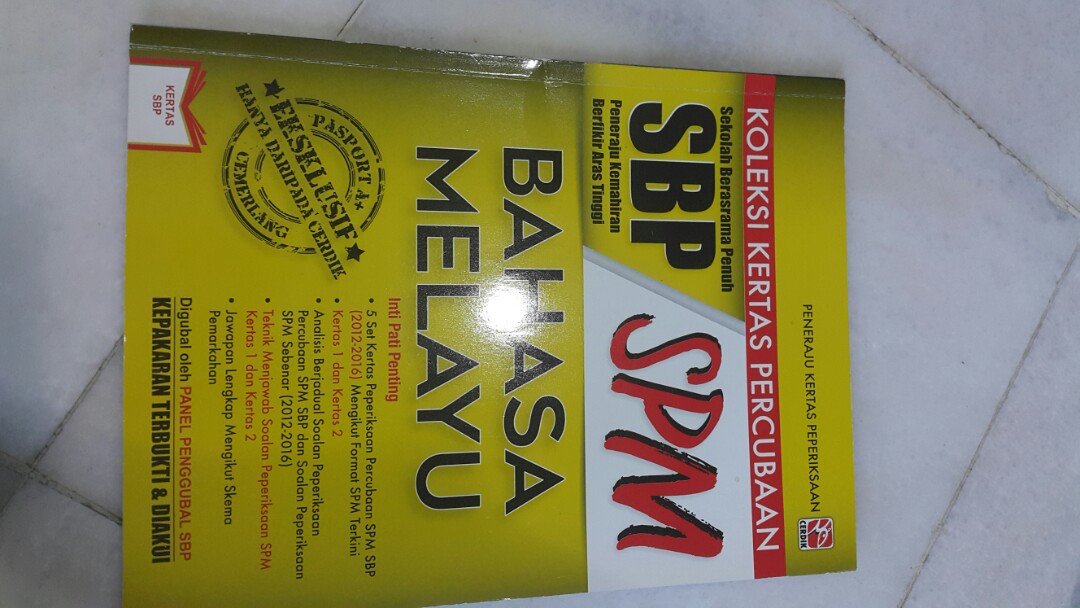 PENERAJU KERTAS PEPERIKSAAN
CERDIK
KOLEKSI KERTAS PERCUBAAN
Sekolah Berasrama Penuh
SBP
Peneraju Kemahiran
Berfikir Aras Tinggi
SPM
BAHASA
MELAYU
Inti Pati Penting
• 5 Set Kertas Peperiksaan Percubaan SPM SBP
(2012-2016) Mengikut Format SPM Terkini
• Kertas 1 dan Kertas 2
• Analisis Berjadual Soalan Peperiksaan
Percubaan SPM SBP dan Soalan Peperiksaan
SPM Sebenar (2012-2016)
• Teknik Menjawab Soalan Peperiksaan SPM
Kertas 1 dan Kertas 2
• Jawapan Lengkap Mengikut Skema
Pemarkahan
PASPORT A+
EKSKLUSIF
HANYA DARIPADA CERDIK
CEMERLANG
Digubal oleh PANEL PENGGUBAL SBP
KEPAKARAN TERBUKTI & DIAKUI
KERTAS
SBP